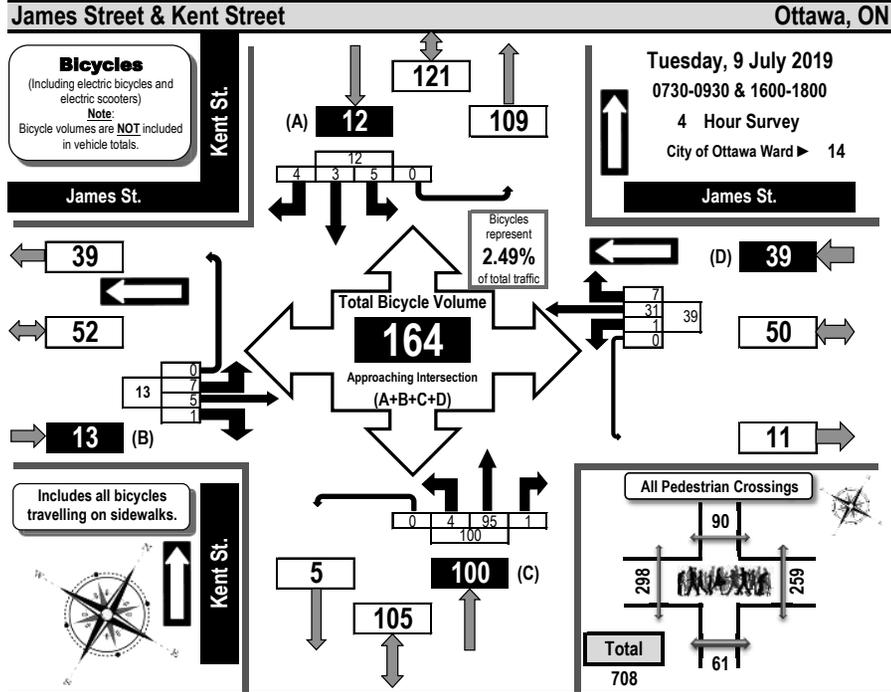 James Street & Kent Street
Ottawa, ON
Bicycles
(Including electric bicycles and
electric scooters)
Note:
Bicycle volumes are NOT included
in vehicle totals.
Kent St.
James St.
121
(A)
12
109
12
4 3 5 0
Tuesday, 9 July 2019
0730-0930 & 1600-1800
4 Hour Survey
City of Ottawa Ward ► 14
James St.
Bicycles
represent
2.49%
of total traffic
39
52
0
7
5
1
13
13
(B)
Total Bicycle Volume
164
Approaching Intersection
(A+B+C+D)
(D)
39
7
31
1
0
39
50
11
Includes all bicycles
travelling on sidewalks.
Kent St.
N
W
E
S
0 4 95 1
100
5
100
(C)
105
All Pedestrian Crossings
90
298
259
61
Total
708